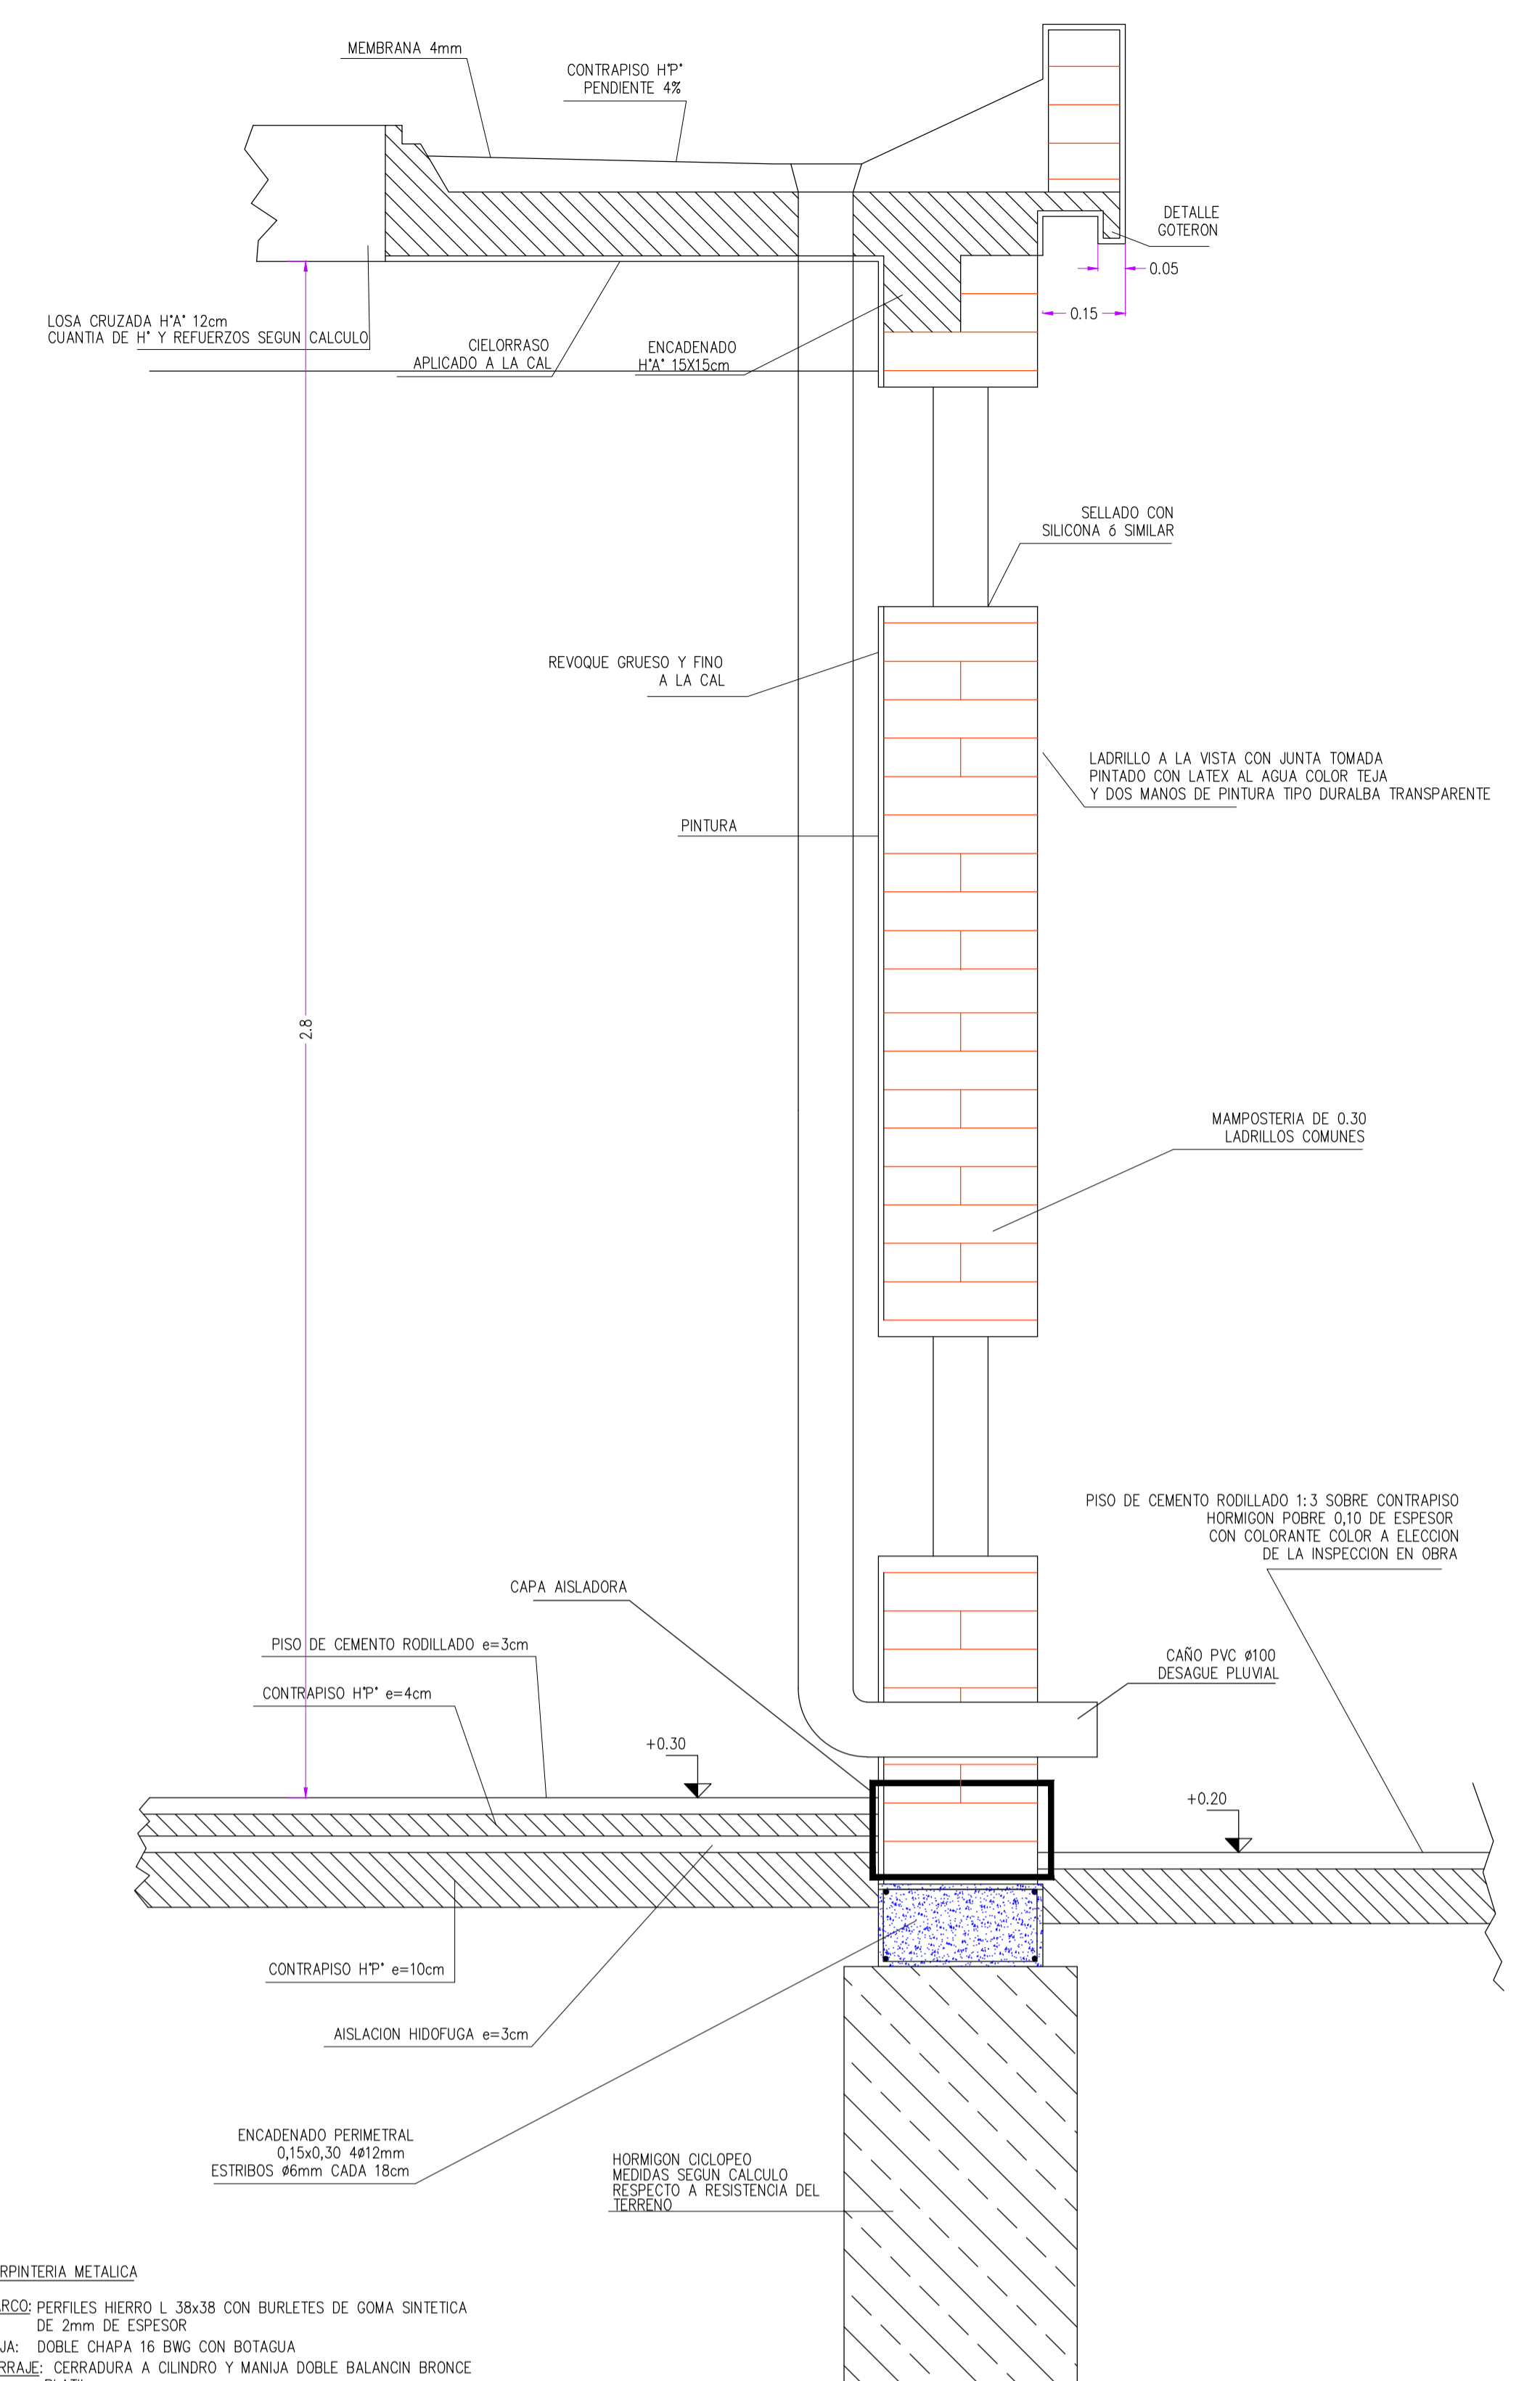 MEMBRANA 4mm
CONTRAPISO H°P°
PENDIENTE 4%
DETALLE
GOTERON
0.05
0.15
LOSA CRUZADA H°A° 12cm
CUANTIA DE H° Y REFUERZOS SEGUN CALCULO
CIELORRASO
APLICADO A LA CAL
ENCADENADO
H°A° 15X15cm
SELLADO CON
SILICONA ó SIMILAR
REVOQUE GRUESO Y FINO
A LA CAL
LADRILLO A LA VISTA CON JUNTA TOMADA
PINTADO CON LATEX AL AGUA COLOR TEJA
Y DOS MANOS DE PINTURA TIPO DURALBA TRANSPARENTE
PINTURA
2.8
MAMPOSTERIA DE 0.30
LADRILLOS COMUNES
PISO DE CEMENTO RODILLADO 1:3 SOBRE CONTRAPISO
HORMIGON POBRE 0,10 DE ESPESOR
CON COLORANTE COLOR A ELECCION
DE LA INSPECCION EN OBRA
CAPA AISLADORA
PISO DE CEMENTO RODILLADO e=3cm
CAÑO PVC ø100
DESAGUE PLUVIAL
CONTRAPISO H°P° e=4cm
+0.30
+0.20
CONTRAPISO H°P° e=10cm
AISLACION HIDOFUGA e=3cm
ENCADENADO PERIMETRAL
0,15x0,30 4ø12mm
ESTRIBOS ø6mm CADA 18cm
HORMIGON CICLOPEO
MEDIDAS SEGUN CALCULO
RESPECTO A RESISTENCIA DEL
TERRENO
RPINTERIA METALICA
ARCO: PERFILES HIERRO L 38x38 CON BURLETES DE GOMA SINTETICA
DE 2mm DE ESPESOR
JA: DOBLE CHAPA 16 BWG CON BOTAGUA
RRAJE: CERRADURA A CILINDRO Y MANIJA DOBLE BALANCIN BRONCE